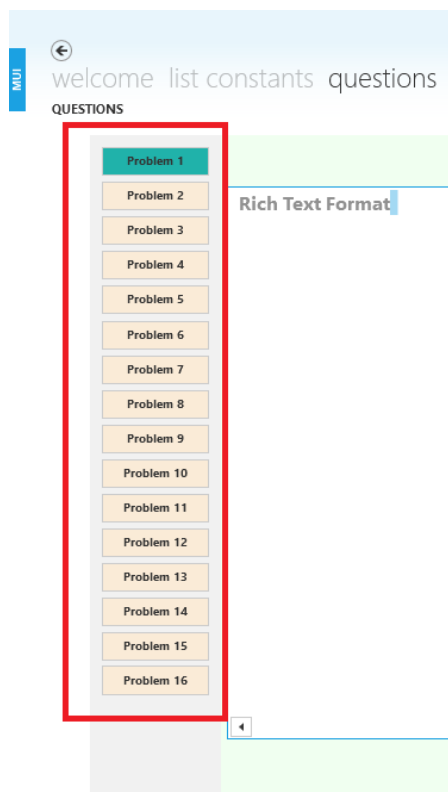 MUI
welcome list constants questions
QUESTIONS
Problem 1
Problem 2
Problem 3
Problem 4
Problem 5
Problem 6
Problem 7
Problem 8
Problem 9
Problem 10
Problem 11
Problem 12
Problem 13
Problem 14
Problem 15
Problem 16
Rich Text Format